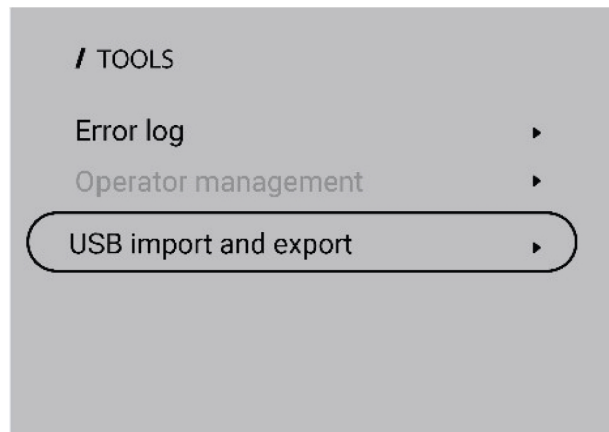 / TOOLS
Error log
Operator management
USB import and export